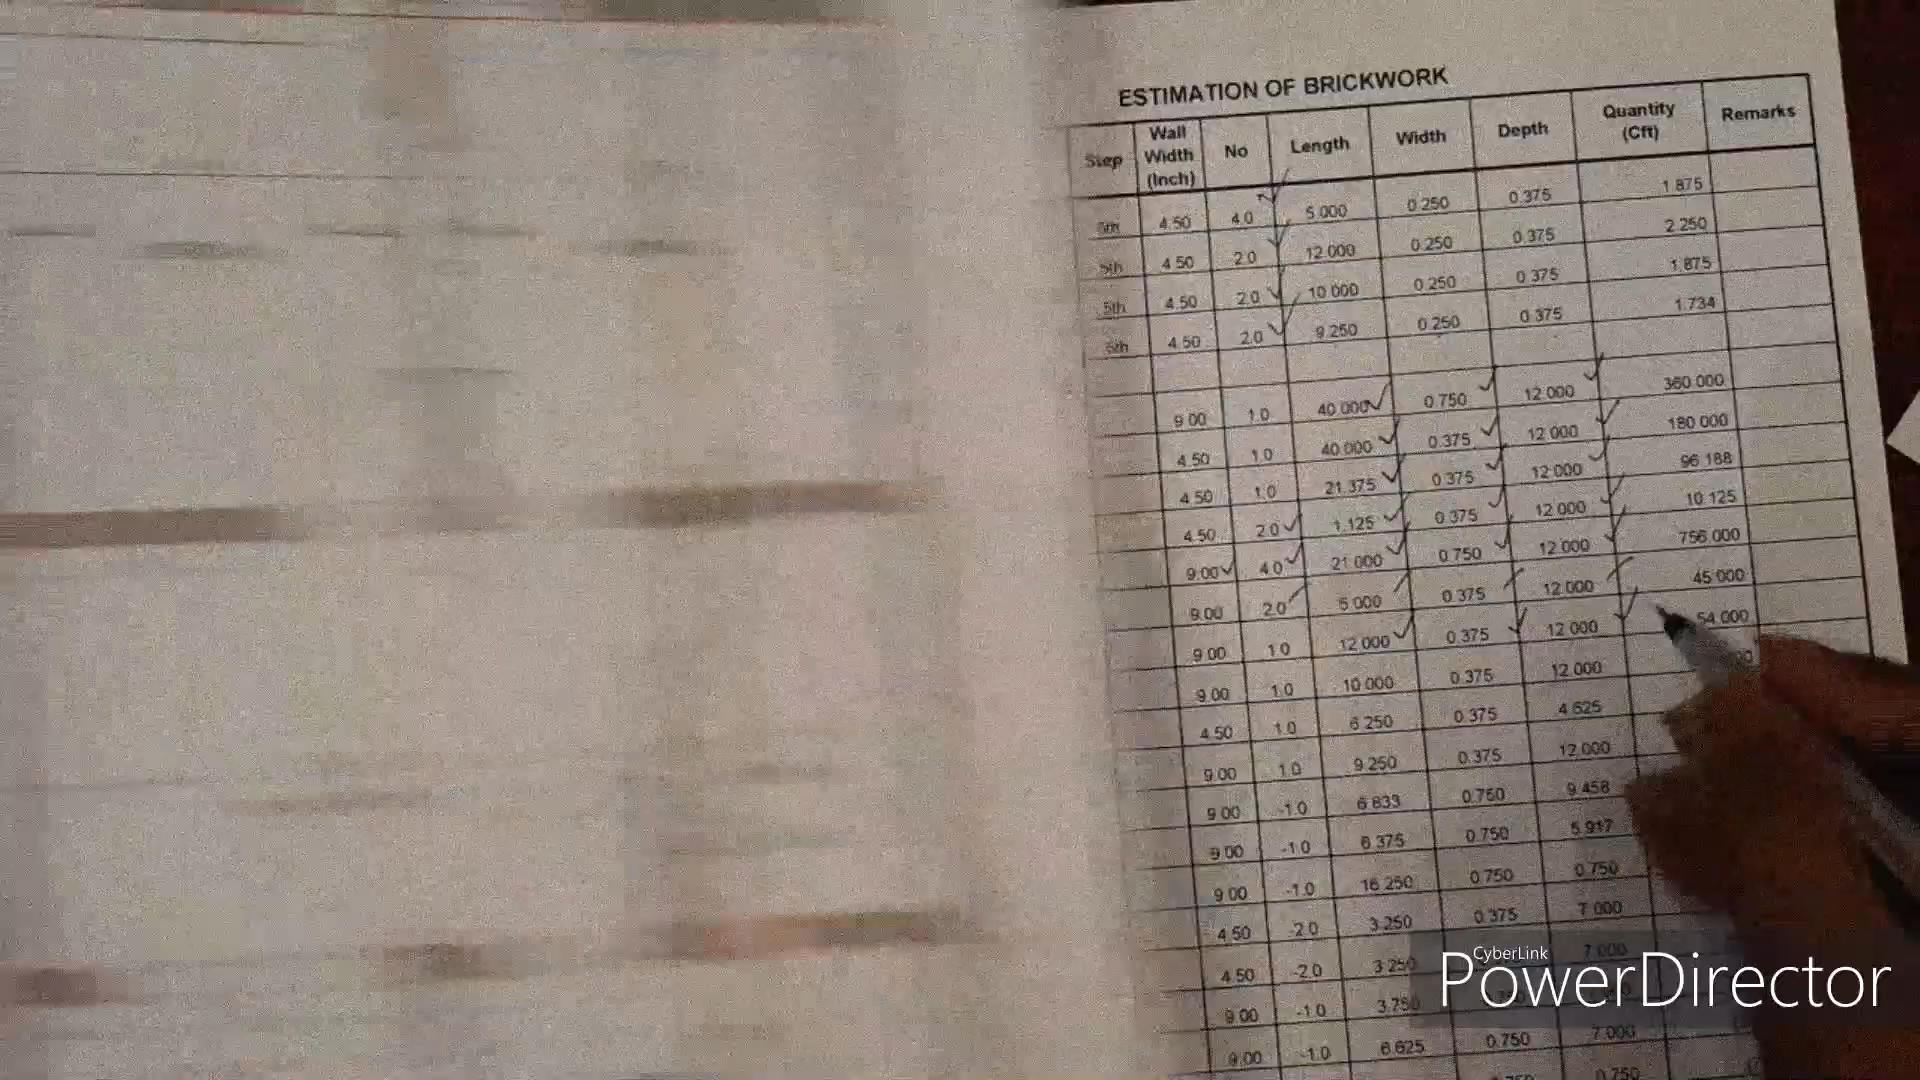 ESTIMATION OF BRICKWORK
Step Wall Width (Inch) No Length Width Depth Quantity (Cft) Remarks
5th 4.50 4.0 5.000 0.250 0.375 1.875
5th 4.50 2.0 12.000 0.250 0.375 2.250
5th 4.50 2.0 10.000 0.250 0.375 1.875
5th 4.50 2.0 9.250 0.250 0.375 1.734
9.00 1.0 40.000 0.750 12.000 360.000
4.50 1.0 40.000 0.375 12.000 180.000
4.50 1.0 21.375 0.375 12.000 96.188
4.50 2.0 1.125 0.375 12.000 10.125
9.00 4.0 21.000 0.750 12.000 756.000
9.00 2.0 5.000 0.375 12.000 45.000
9.00 1.0 12.000 0.375 12.000 54.000
9.00 1.0 10.000 0.375 12.000
4.50 1.0 6.250 0.375 4.625
9.00 1.0 9.250 0.375 12.000
9.00 -1.0 6.833 0.750 9.458
9.00 -1.0 6.375 0.750 5.917
9.00 -1.0 16.250 0.750 0.750
4.50 -2.0 3.250 0.375 7.000
4.50 -2.0 3.250 7.000
9.00 -1.0 3.750
9.00 -1.0 6.625 0.750 7.000
0.750
CyberLink
PowerDirector